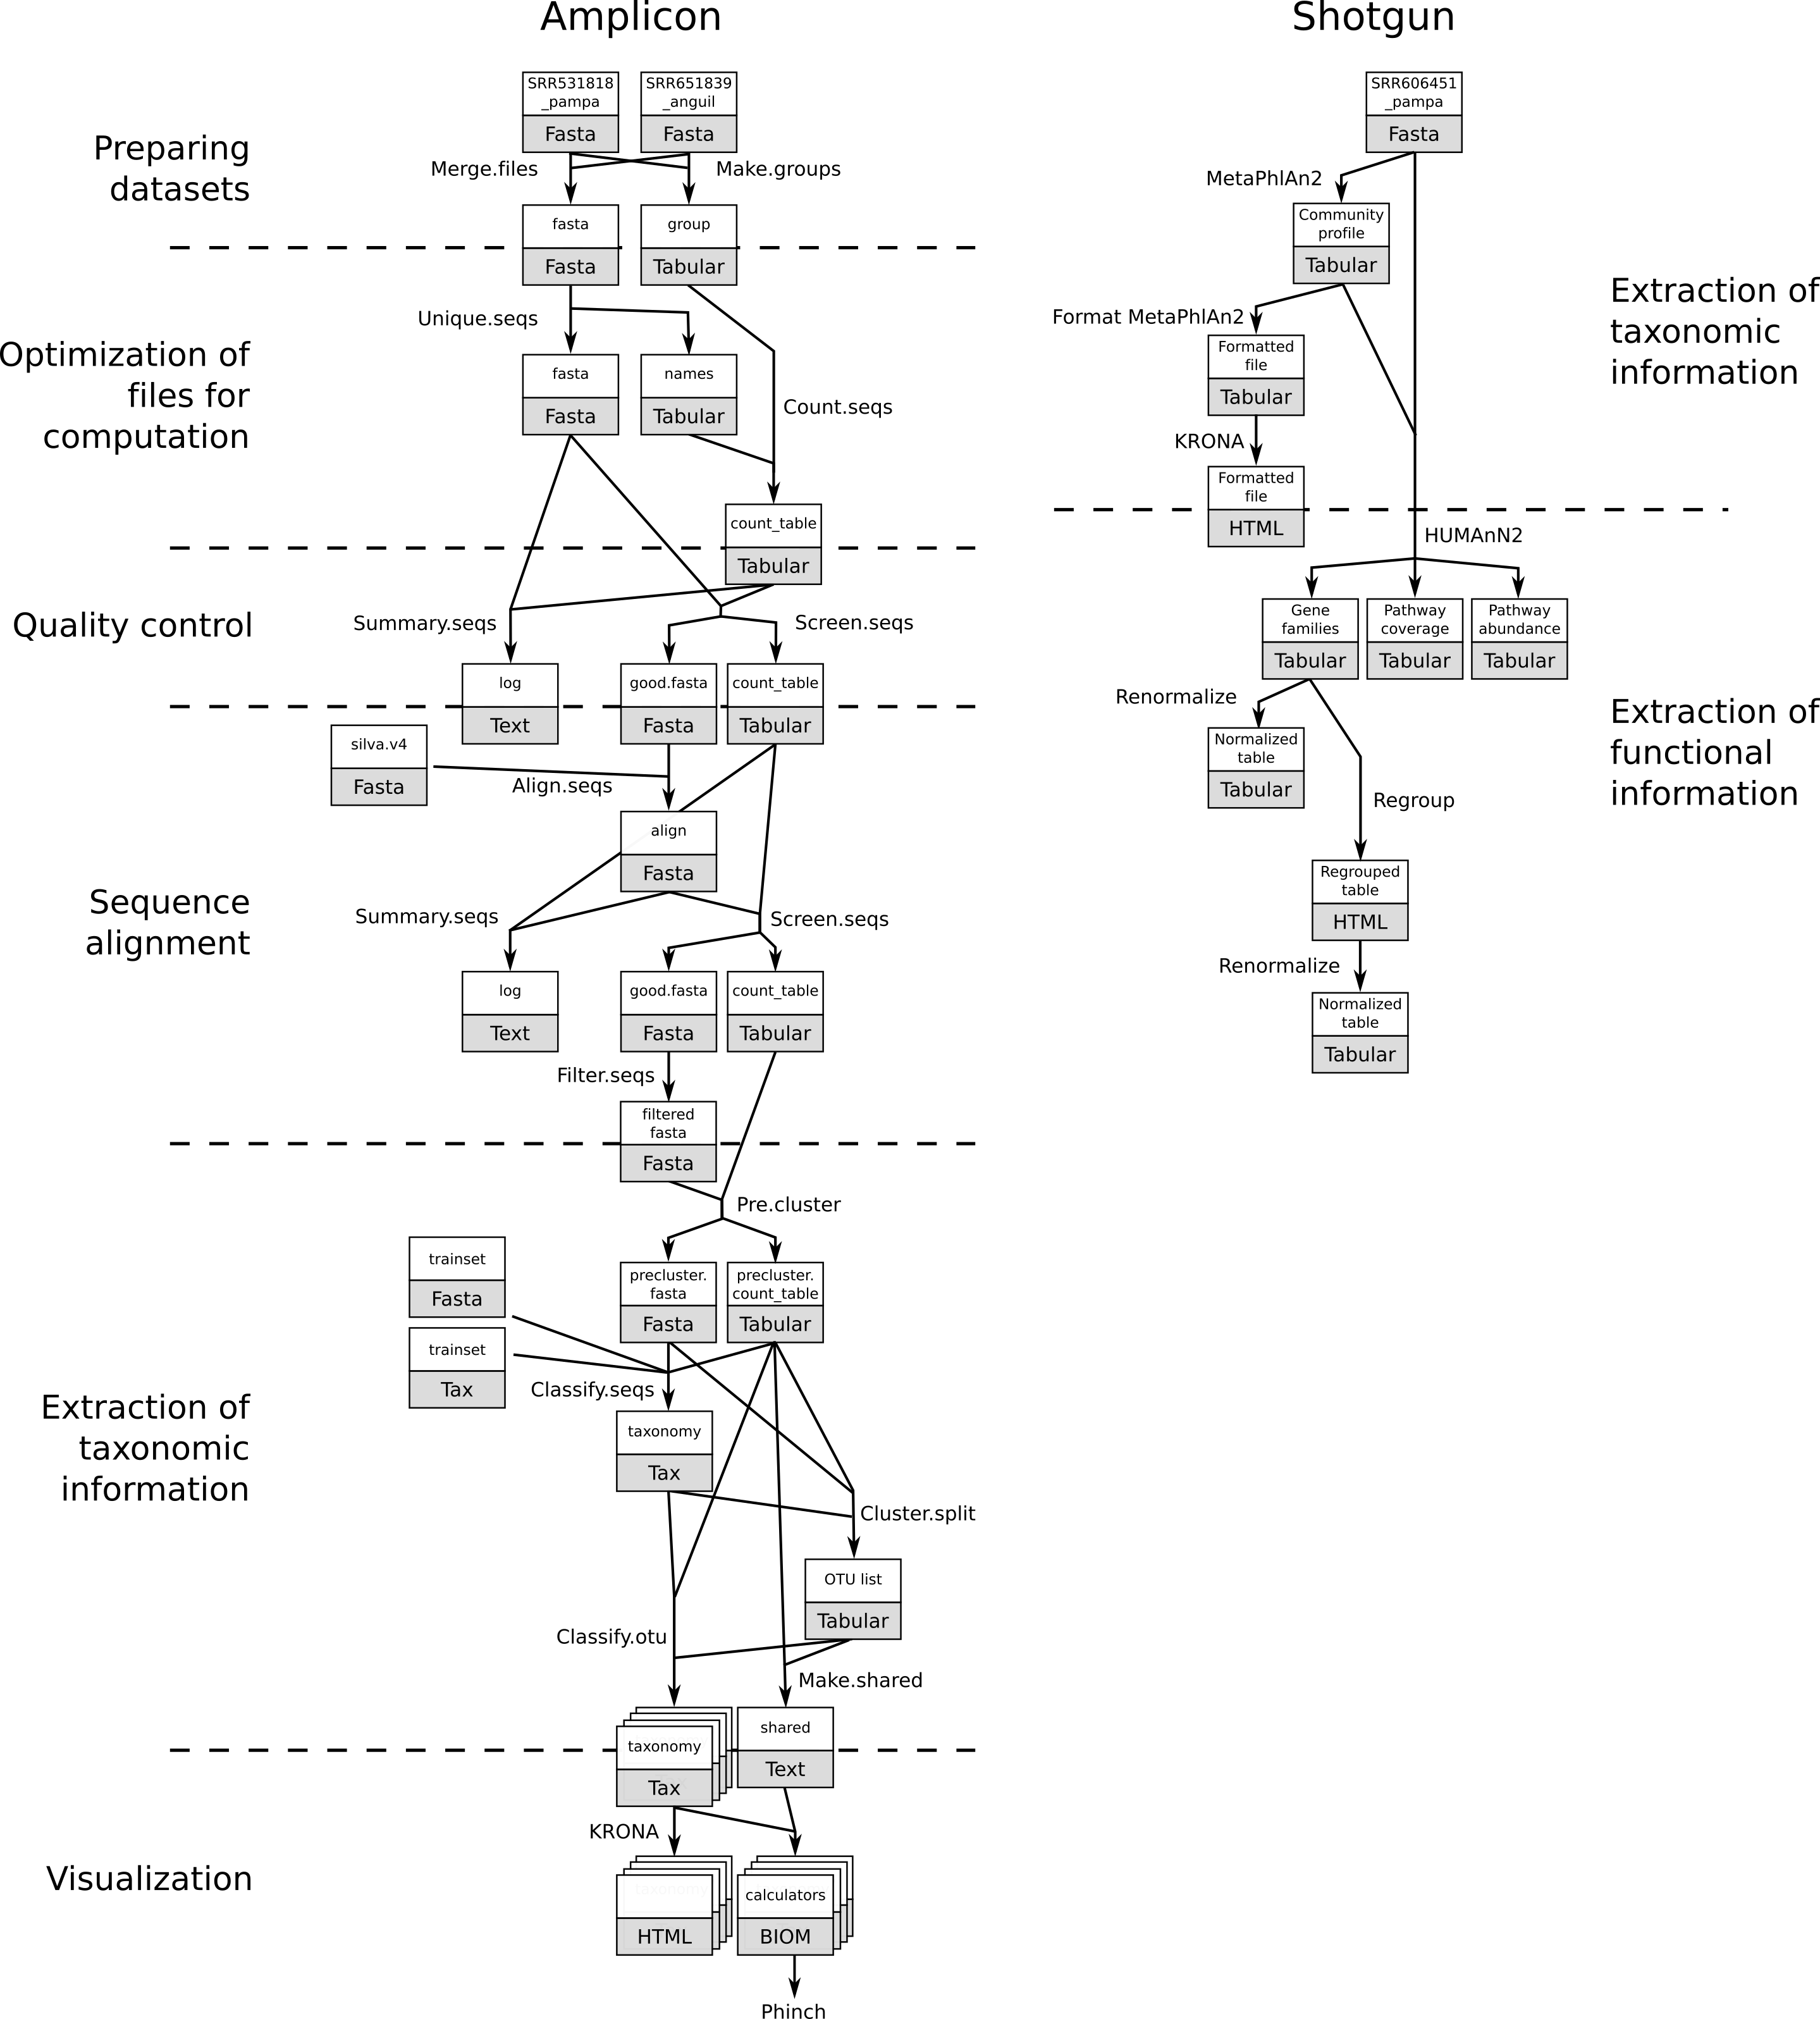 Amplicon
SRR531818
_pampa
Fasta
SRR651839
_anguil
Fasta
Preparing
datasets
Merge.files
Make.groups
fasta
Fasta
group
Tabular
Optimization of
files for
computation
Unique.seqs
fasta
Fasta
names
Tabular
Count.seqs
count_table
Tabular
Quality control
Summary.seqs
Screen.seqs
log
Text
good.fasta
Fasta
count_table
Tabular
silva.v4
Fasta
Align.seqs
align
Fasta
Sequence
alignment
Summary.seqs
Screen.seqs
log
Text
good.fasta
Fasta
count_table
Tabular
Filter.seqs
filtered
fasta
Fasta
Pre.cluster
trainset
Fasta
trainset
Tax
precluster.
fasta
Fasta
precluster.
count_table
Tabular
Classify.seqs
Extraction of
taxonomic
information
taxonomy
Tax
Cluster.split
OTU list
Tabular
Classify.otu
Make.shared
taxonomy
Tax
shared
Text
KRONA
Visualization
HTML
calculators
BIOM
Phinch
Shotgun
SRR606451
_pampa
Fasta
MetaPhlAn2
Community
profile
Tabular
Format MetaPhlAn2
Formatted
file
Tabular
Extraction of
taxonomic
information
KRONA
Formatted
file
HTML
HUMAnN2
Gene
families
Tabular
Pathway
coverage
Tabular
Pathway
abundance
Tabular
Renormalize
Normalized
table
Tabular
Extraction of
functional
information
Regroup
Regrouped
table
HTML
Renormalize
Normalized
table
Tabular